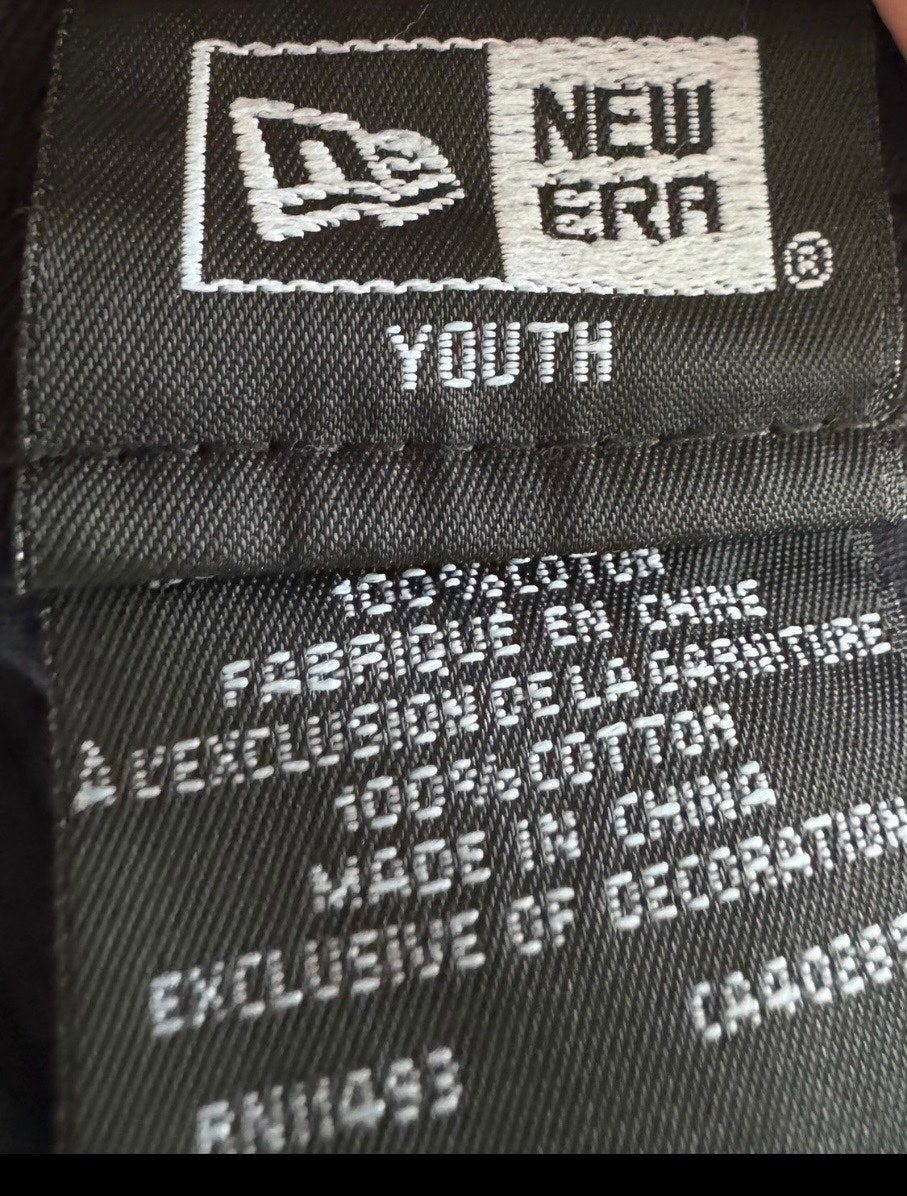 NEW
ERA
®
YOUTH
100% COTON
FABRIQUÉ EN CHINE
À L'EXCLUSION DE LA GARNITURE
100% COTTON
MADE IN CHINA
EXCLUSIVE OF DECORATION
RN11493